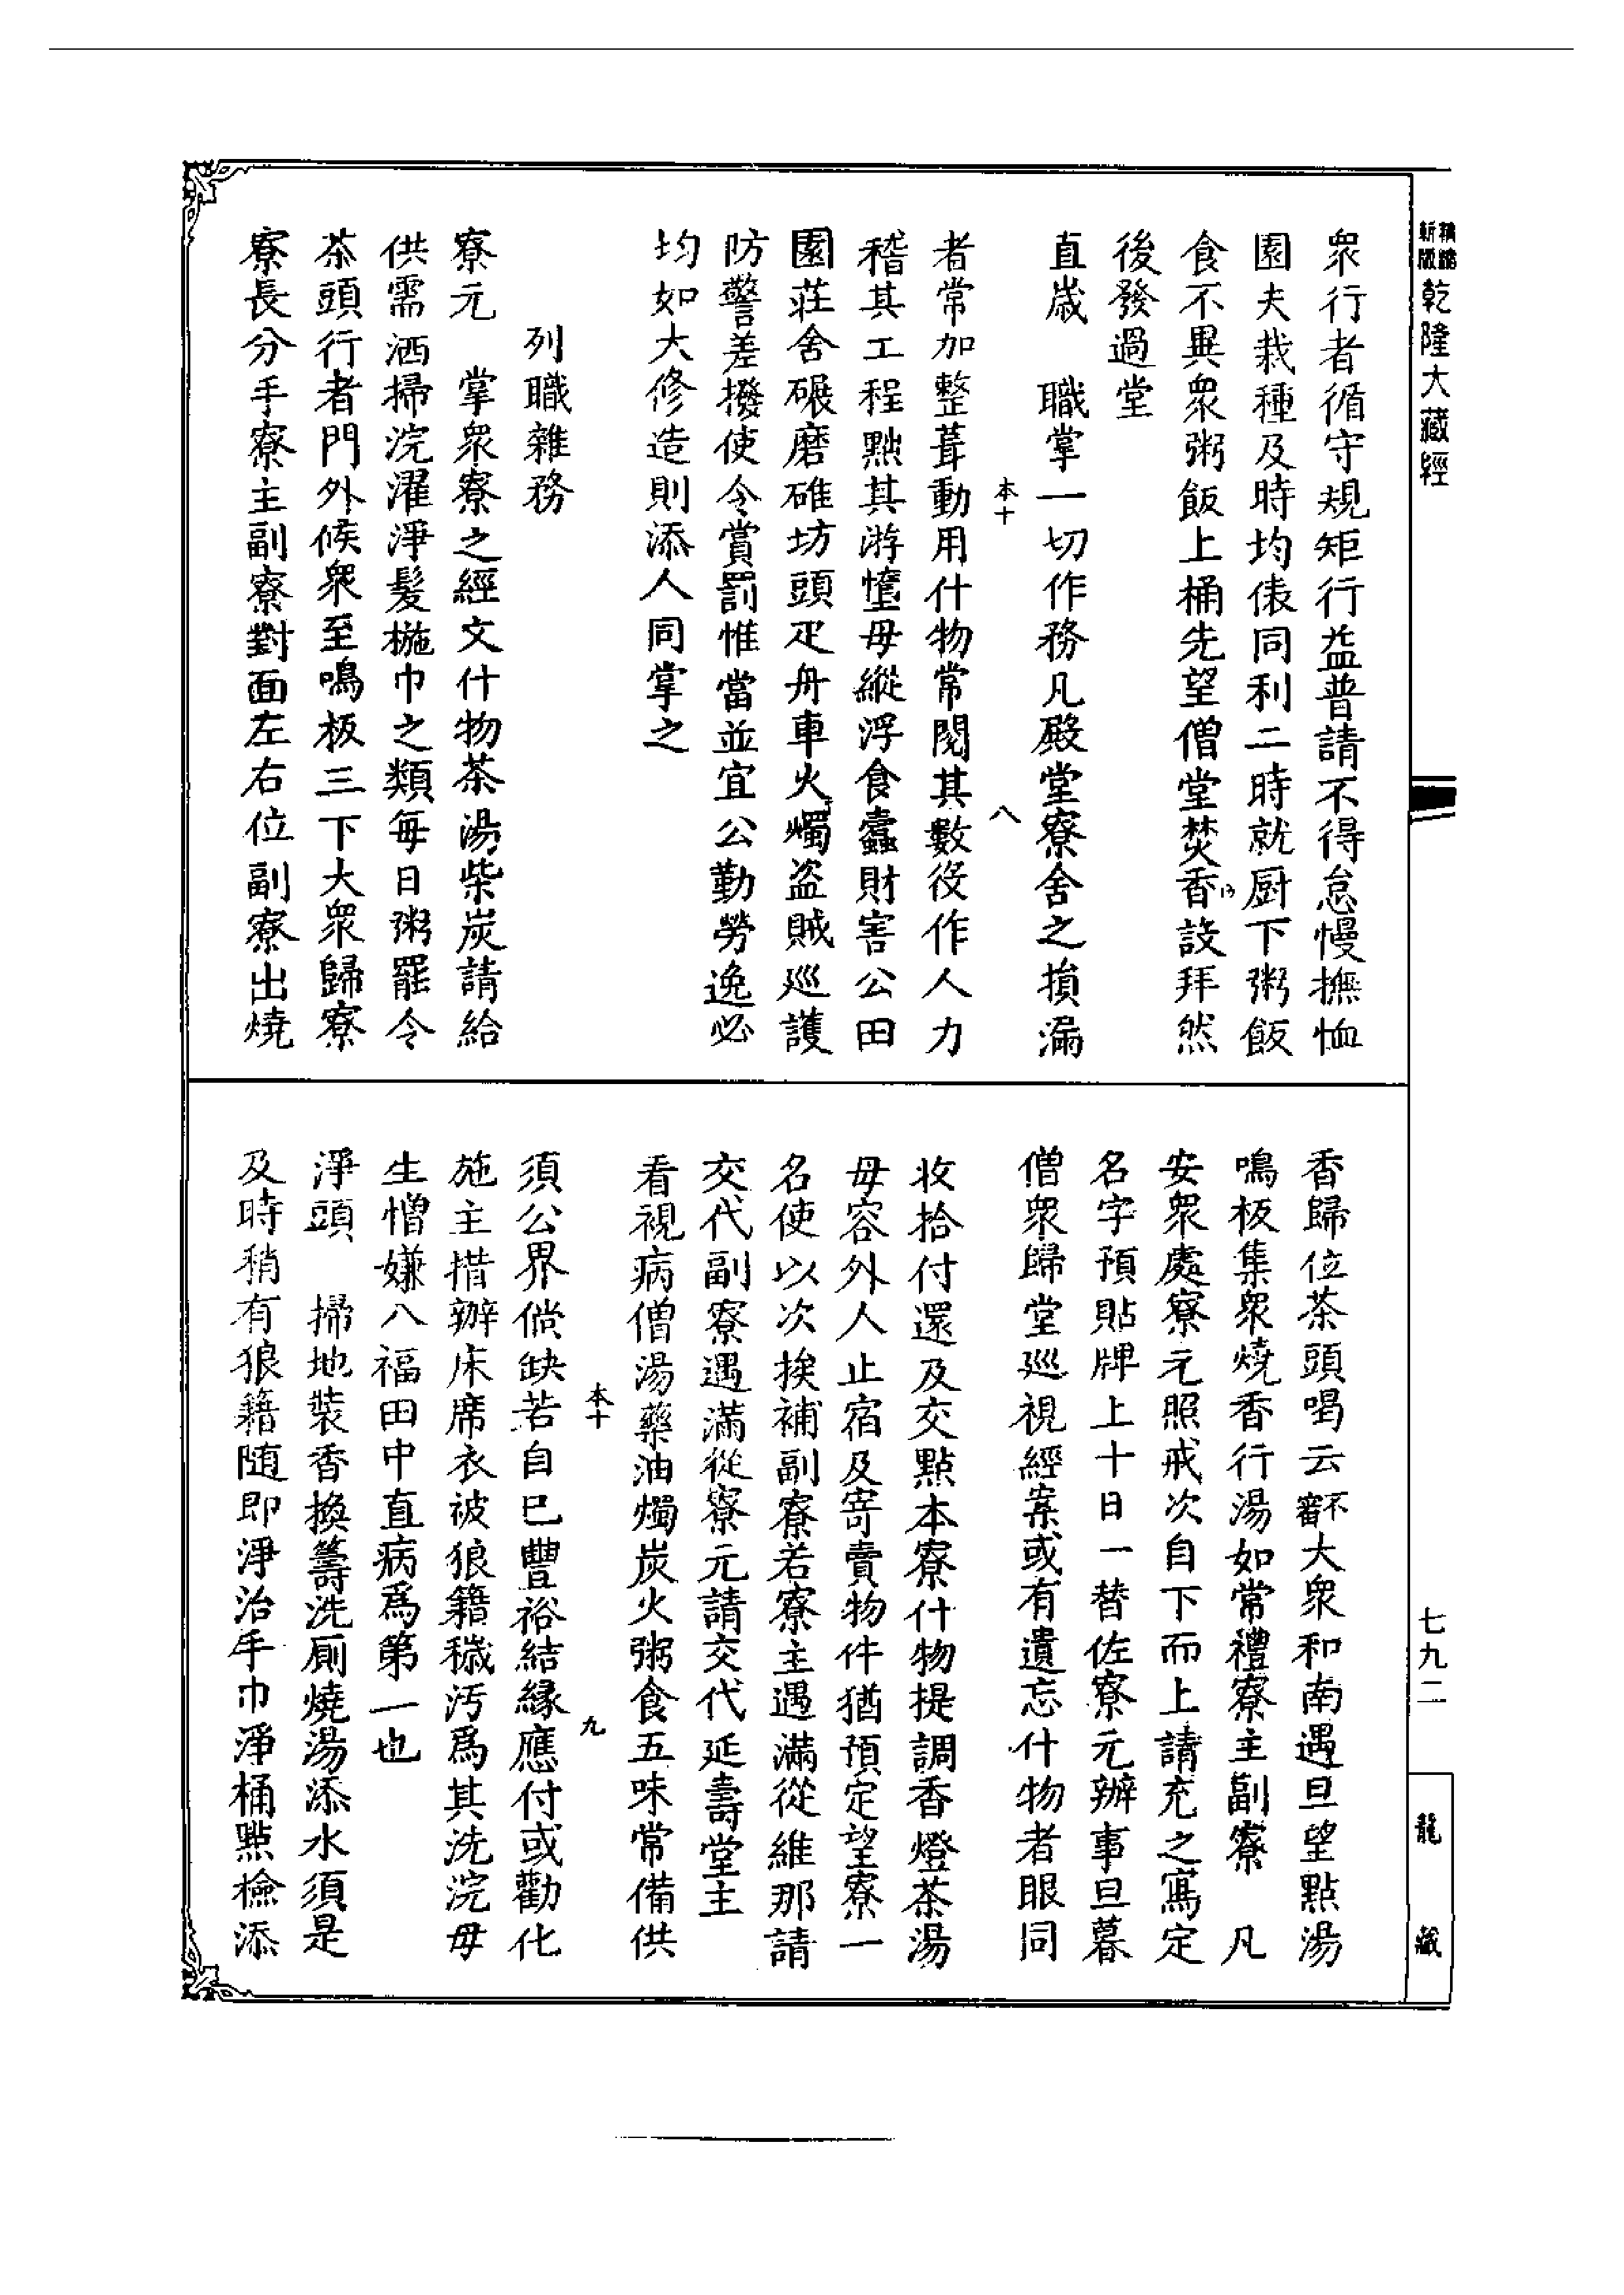 新版
乾隆大藏經
衆行者循守規矩行益普請不得怠慢撫恤
園夫栽種及時均俵同利二時就厨下粥飯
食不異衆粥飯上桶先望僧堂焚香設拜然
後發過堂
直歲　職掌一切作務凡殿堂寮舍之損漏
本十　八
者常加整葺動用什物常閱其數役作人力
稽其工程黜其游惰毋縱浮食蠹財害公田
園莊舍碾磨碓坊頭疋舟車火燭盜賊巡護
防警差撥使令賞罰惟當並宜公勤勞逸必
均如大修造則添人同掌之
列職雜務
寮元　掌衆寮之經文什物茶湯柴炭請給
供需洒掃浣濯淨髮椸巾之類每日粥罷令
茶頭行者門外候衆至鳴板三下大衆歸寮
寮長分手寮主副寮對面左右位副寮出燒
香歸位茶頭喝云不審大衆和南遇旦望點湯
鳴板集衆燒香行湯如常禮寮主副寮　凡
安衆處寮元照戒次自下而上請充之寫定
名字預貼牌上十日一替佐寮元辦事旦暮
僧衆歸堂巡視經案或有遺忘什物者眼同
收拾付還及交點本寮什物提調香燈茶湯
毋容外人止宿及寄賣物件猶預定望寮一
名使以次挨補副寮若寮主遇滿從維那請
交代副寮遇滿從寮元請交代延壽堂主
看視病僧湯藥油燭炭火粥食五味常備供
本十　九
須公界倘缺若自已豐裕結緣應付或勸化
施主措辦床席衣被狼籍穢汚爲其洗浣毋
生憎嫌八福田中直病爲第一也
淨頭　掃地裝香換籌洗厠燒湯添水須是
及時稍有狼籍隨即淨治手巾淨桶點檢添
七九二
龍藏